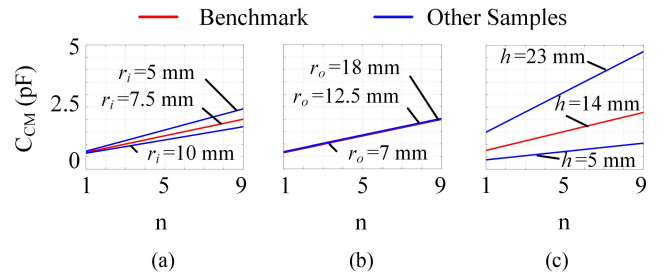 Benchmark Other Samples
C_CM (pF)
5
2.5
0
r_i=5 mm
r_i=7.5 mm
r_i=10 mm
1 5 9
n
(a)
r_o=18 mm
r_o=12.5 mm
r_o=7 mm
1 5 9
n
(b)
h=23 mm
h=14 mm
h=5mm
1 5 9
n
(c)